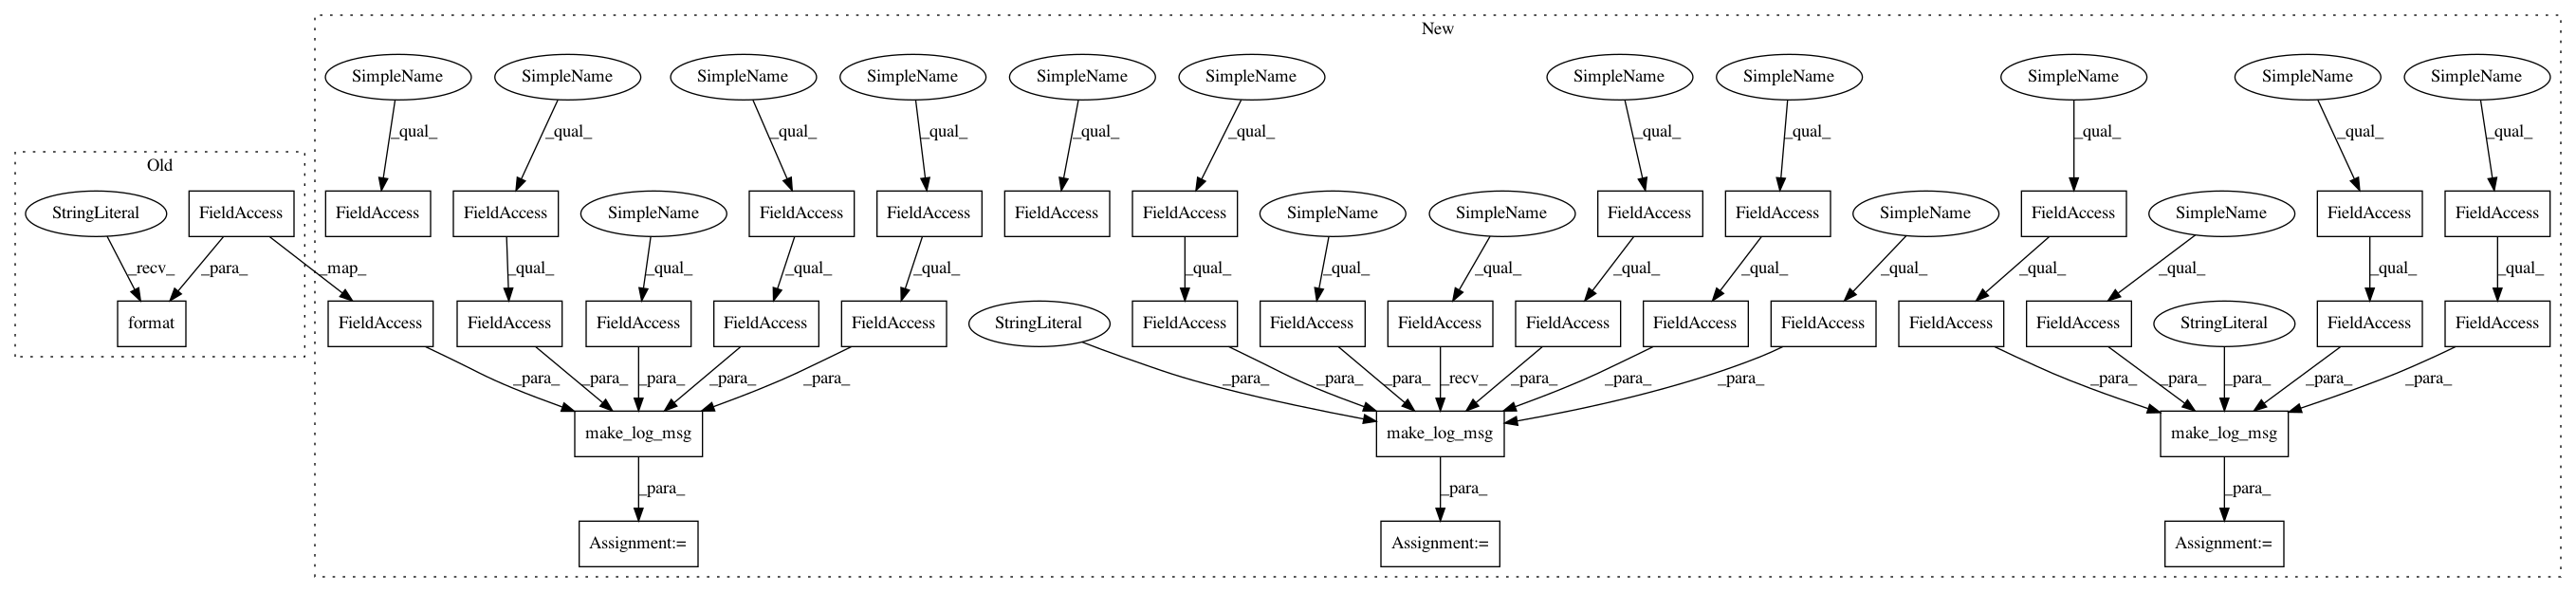 New
SimpleName SimpleName SimpleName SimpleName SimpleName SimpleName SimpleName SimpleName SimpleName SimpleName SimpleName
_qual_ _qual_ _qual_ _qual_ _qual_ _qual_ _qual_ _qual_ _qual_ _qual_ _qual_
Old
StringLiteral FieldAccess FieldAccess FieldAccess SimpleName FieldAccess FieldAccess FieldAccess FieldAccess SimpleName SimpleName FieldAccess FieldAccess SimpleName FieldAccess SimpleName FieldAccess FieldAccess
_recv_ _para_ _map_ _qual_ _qual_ _qual_ _qual_ _qual_ _qual_ _qual_ _qual_ _qual_ _qual_ _qual_ _qual_ _qual_ _qual_
format FieldAccess FieldAccess FieldAccess FieldAccess FieldAccess StringLiteral FieldAccess FieldAccess FieldAccess FieldAccess FieldAccess FieldAccess FieldAccess FieldAccess StringLiteral FieldAccess FieldAccess
_para_ _para_ _para_ _para_ _para_ _para_ _para_ _para_ _recv_ _para_ _para_ _para_ _para_ _para_ _para_ _para_ _para_
make_log_msg make_log_msg make_log_msg
_para_ _para_ _para_
Assignment:= Assignment:= Assignment:=